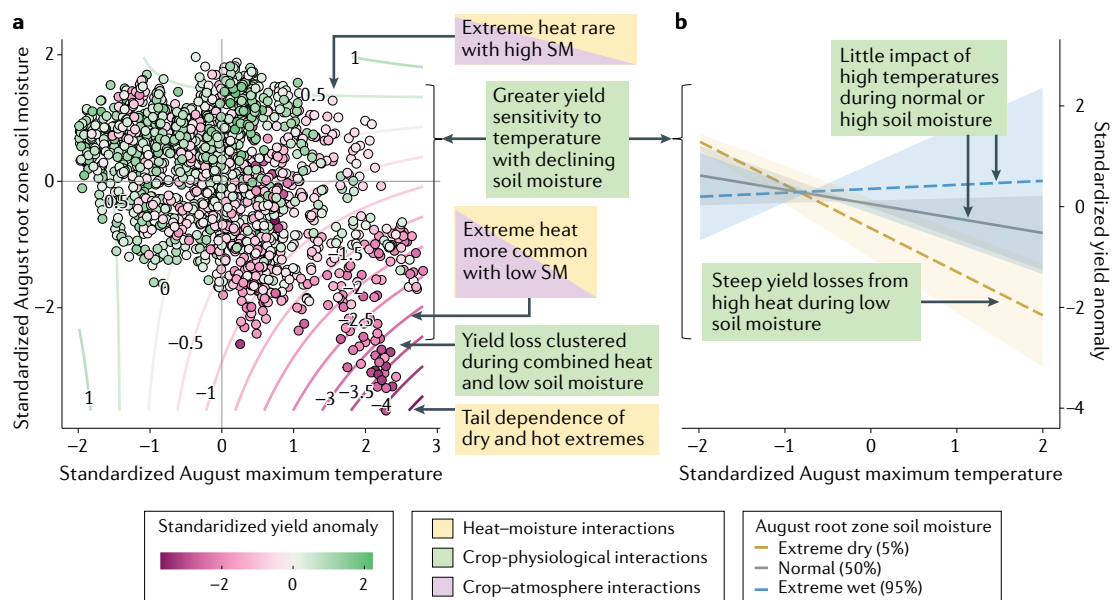 a
Standardized August root zone soil moisture
2
0
−2
−2
−1
0
1
2
3
Standardized August maximum temperature
1
0.5
0.5
0
−0.5
−1
−1.5
−2
−2.5
−3
−3.5
−4
1
Extreme heat rare
with high SM
Greater yield
sensitivity to
temperature
with declining
soil moisture
Extreme heat
more common
with low SM
Yield loss clustered
during combined heat
and low soil moisture
Tail dependence of
dry and hot extremes
b
Little impact of
high temperatures
during normal or
high soil moisture
Steep yield losses from
high heat during low
soil moisture
2
0
−2
−4
Standardized yield anomaly
−2
−1
0
1
2
Standardized August maximum temperature
Standaridized yield anomaly
−2
0
2
Heat–moisture interactions
Crop-physiological interactions
Crop–atmosphere interactions
August root zone soil moisture
Extreme dry (5%)
Normal (50%)
Extreme wet (95%)